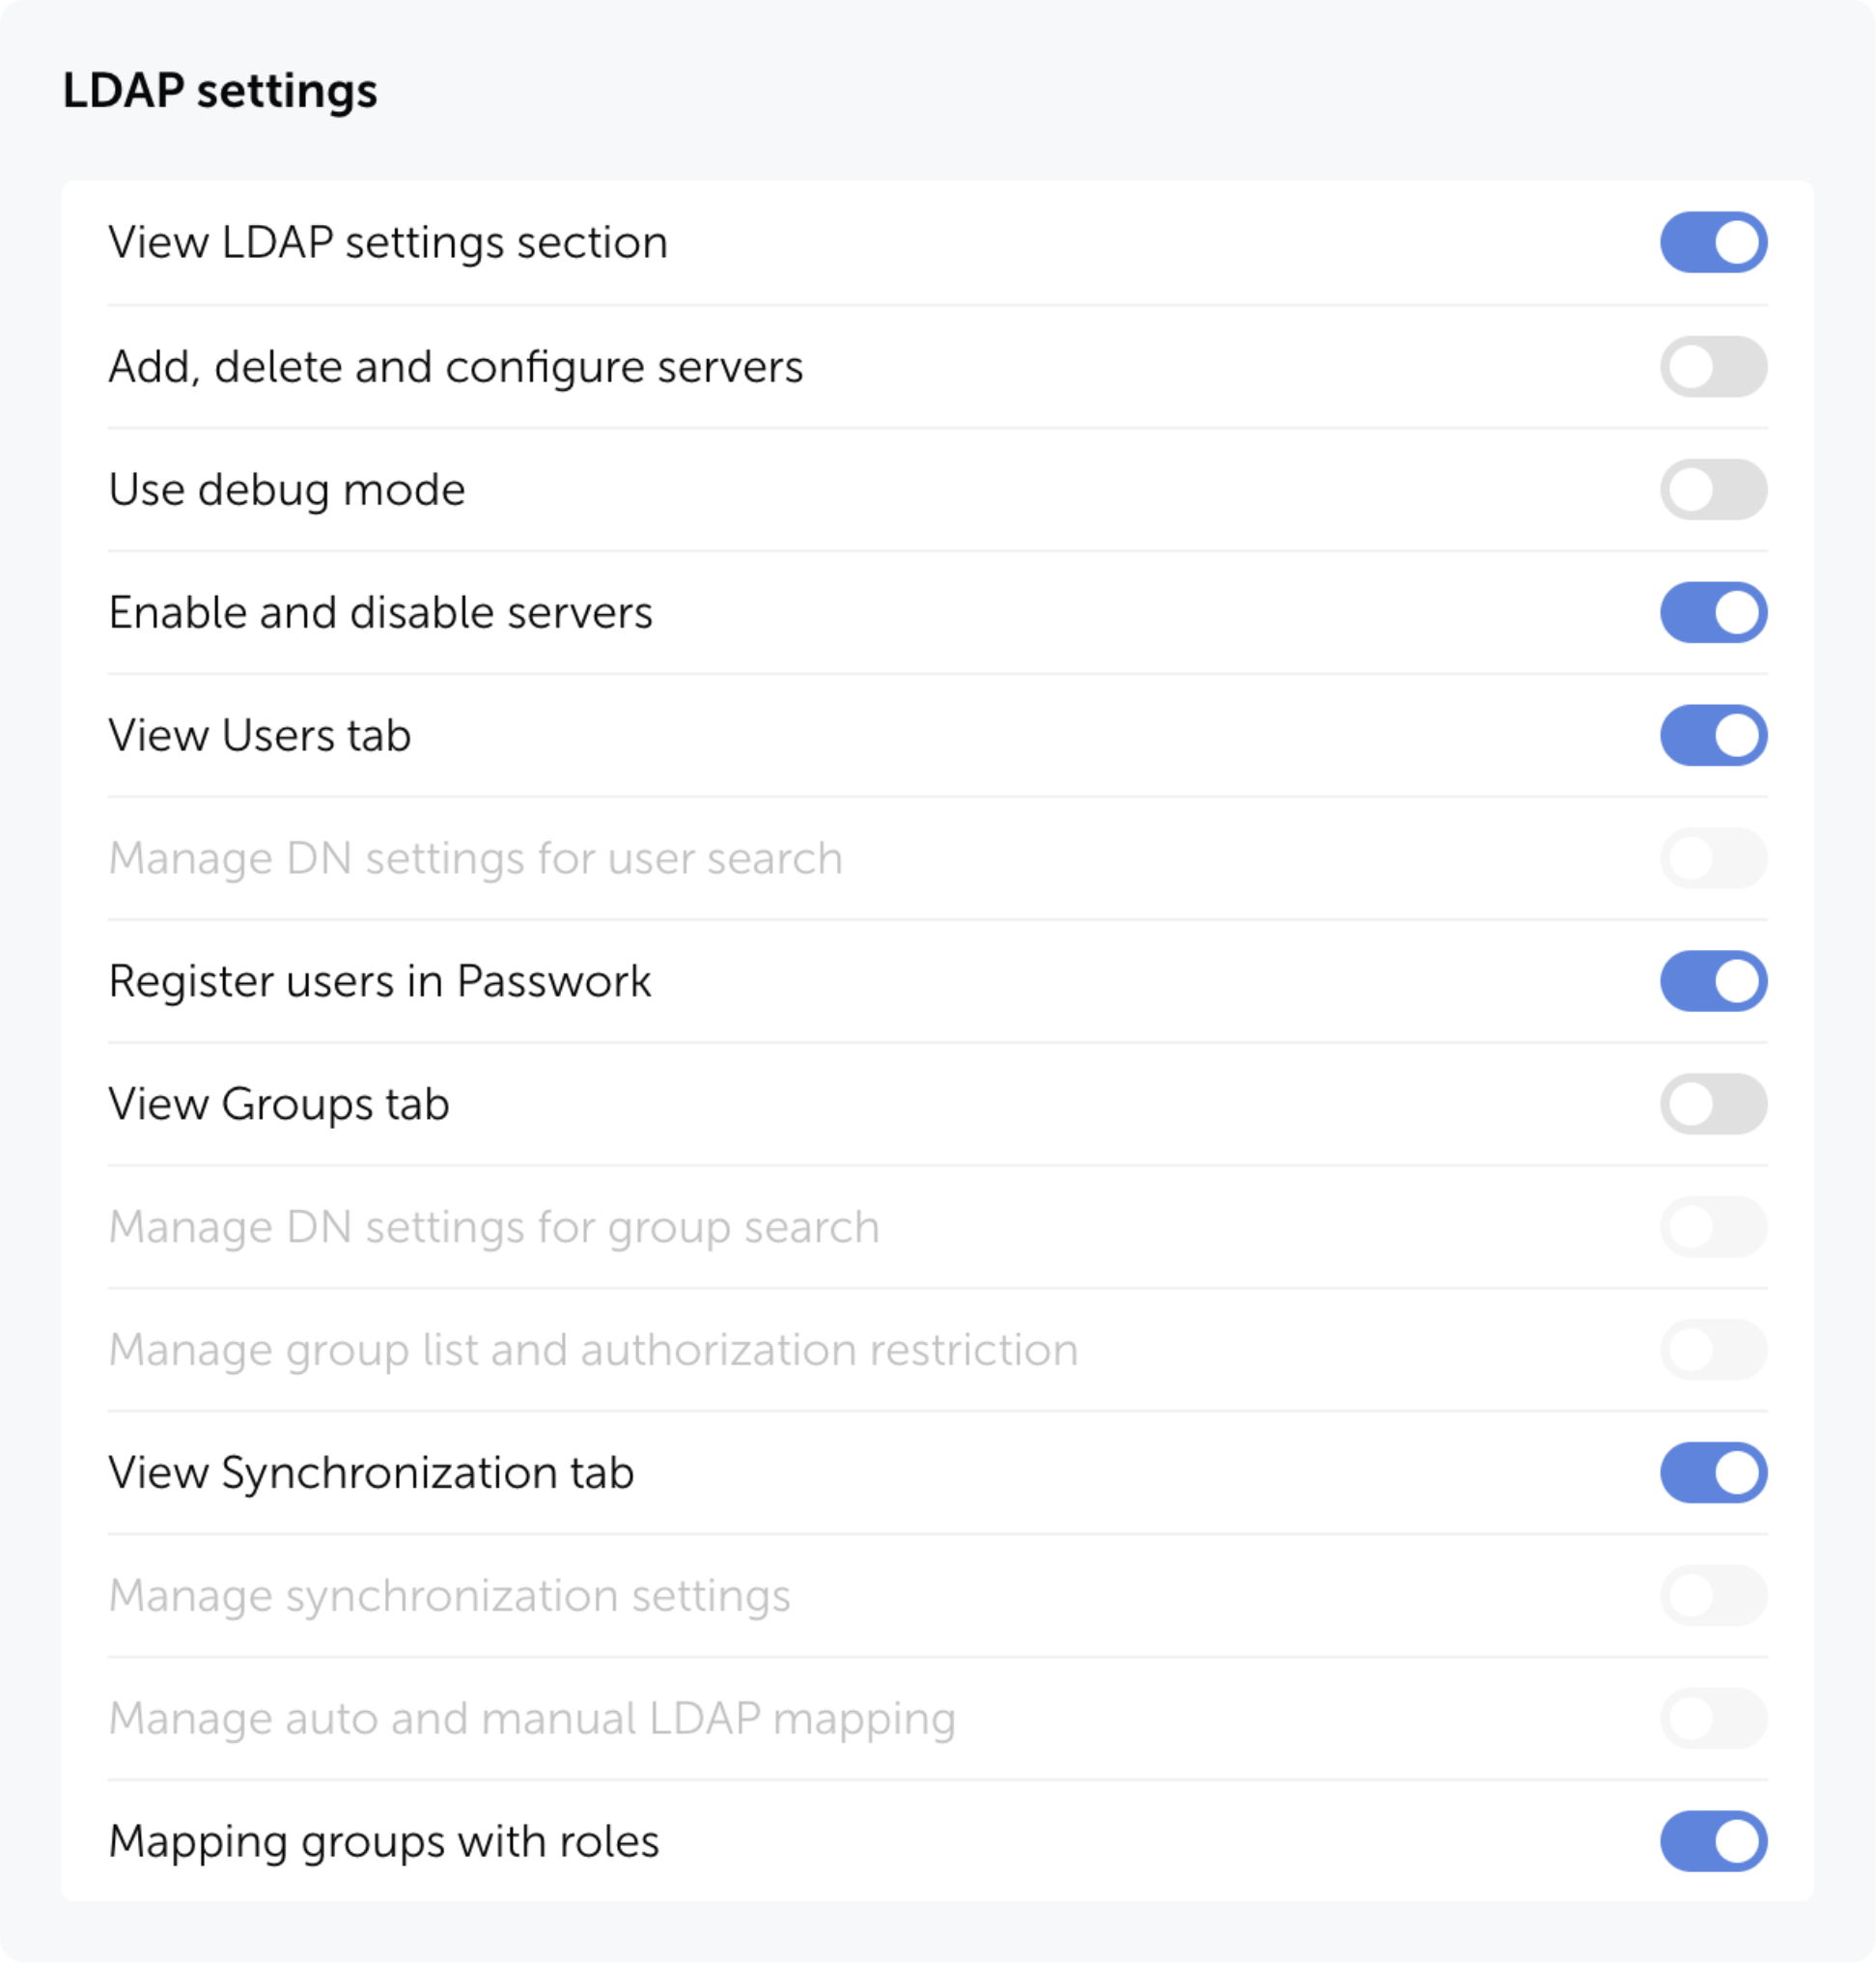 LDAP settings
View LDAP settings section
Add, delete and configure servers
Use debug mode
Enable and disable servers
View Users tab
Manage DN settings for user search
Register users in Passwork
View Groups tab
Manage DN settings for group search
Manage group list and authorization restriction
View Synchronization tab
Manage synchronization settings
Manage auto and manual LDAP mapping
Mapping groups with roles